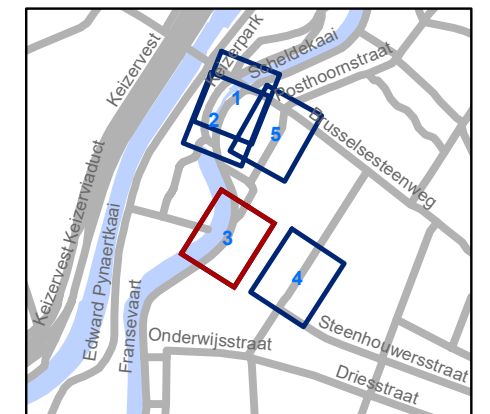 Keizervest
Keizerpark
Scheldekaai
Posthoornstraat
Brusselsesteenweg
1
2
5
3
4
Keizervest Keizerviaduct
Edward Pynaertkaai
Fransevaart
Onderwijsstraat
Steenhouwersstraat
Driesstraat